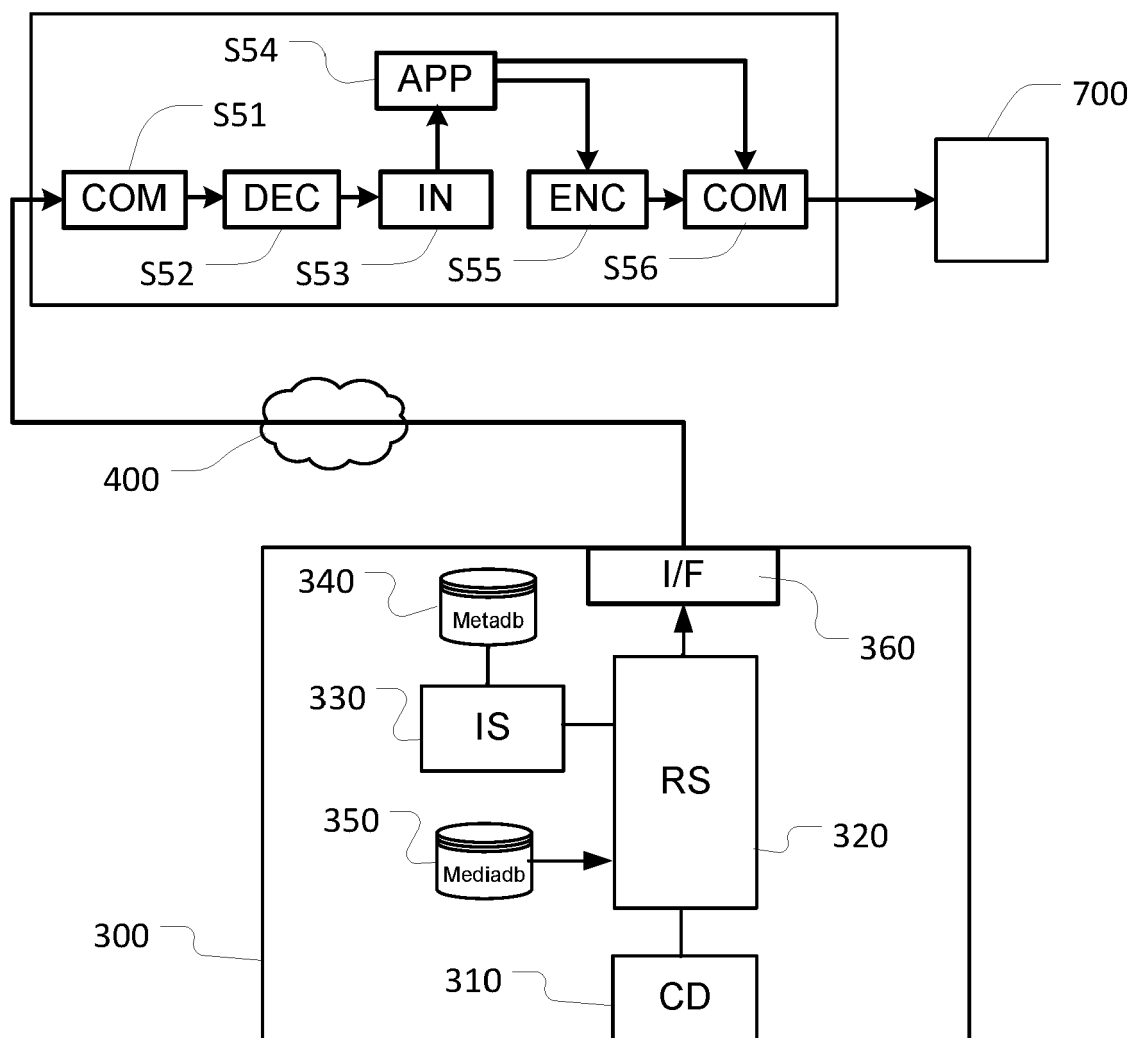 S54
APP
S51
700
COM
DEC
IN
ENC
COM
S52
S53
S55
S56
400
I/F
340
Metadb
360
330
IS
RS
350
Mediadb
320
300
310
CD